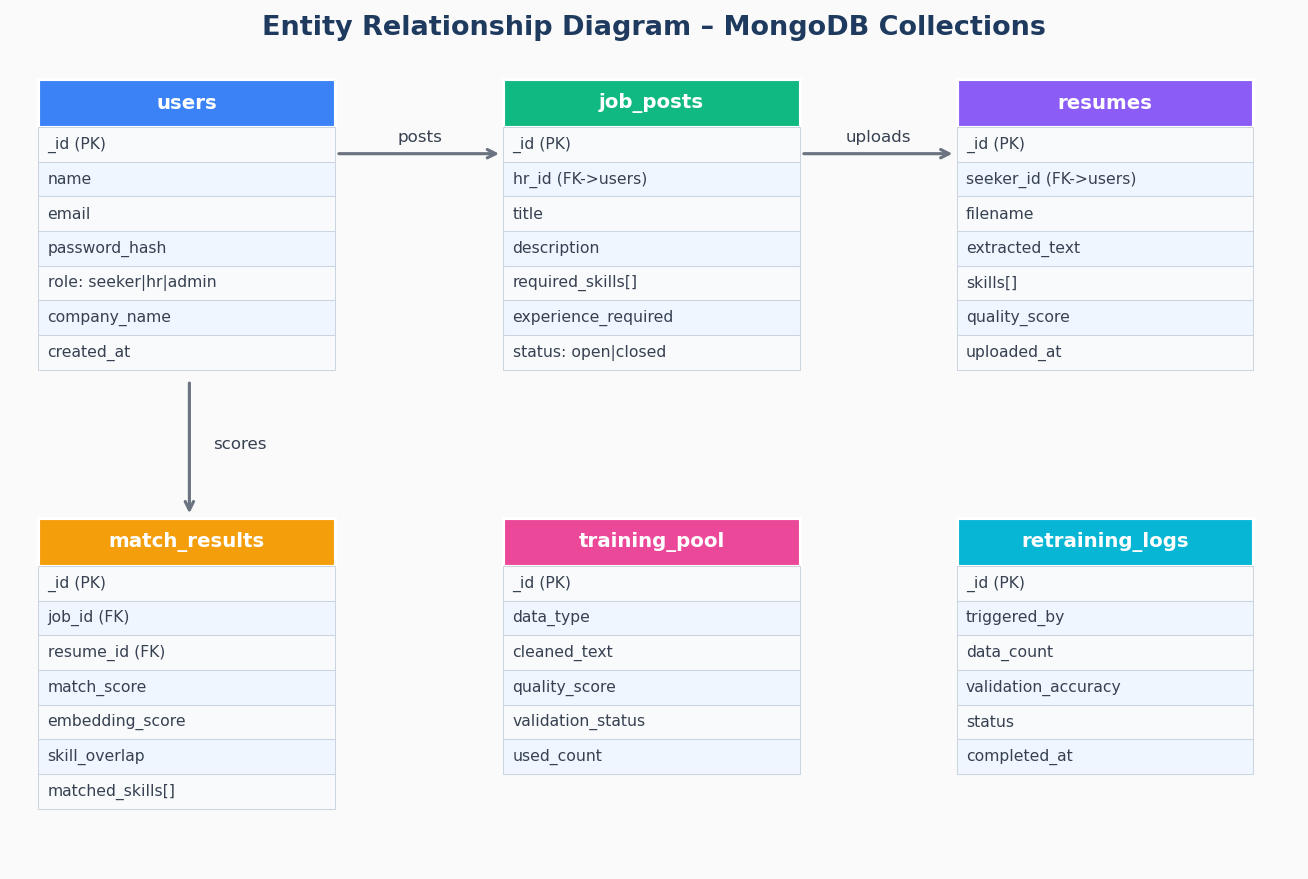 Entity Relationship Diagram – MongoDB Collections
users
_id (PK)
name
email
password_hash
role: seeker|hr|admin
company_name
created_at
posts
job_posts
_id (PK)
hr_id (FK->users)
title
description
required_skills[]
experience_required
status: open|closed
uploads
resumes
_id (PK)
seeker_id (FK->users)
filename
extracted_text
skills[]
quality_score
uploaded_at
scores
match_results
_id (PK)
job_id (FK)
resume_id (FK)
match_score
embedding_score
skill_overlap
matched_skills[]
training_pool
_id (PK)
data_type
cleaned_text
quality_score
validation_status
used_count
retraining_logs
_id (PK)
triggered_by
data_count
validation_accuracy
status
completed_at